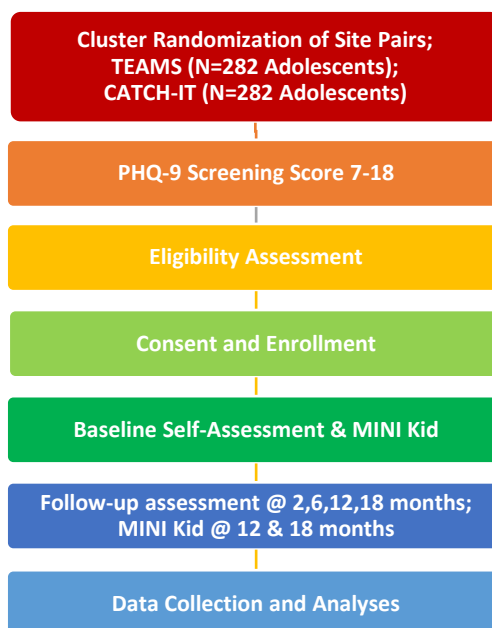 Cluster Randomization of Site Pairs;
TEAMS (N=282 Adolescents);
CATCH-IT (N=282 Adolescents)
PHQ-9 Screening Score 7-18
Eligibility Assessment
Consent and Enrollment
Baseline Self-Assessment & MINI Kid
Follow-up assessment @ 2,6,12,18 months;
MINI Kid @ 12 & 18 months
Data Collection and Analyses